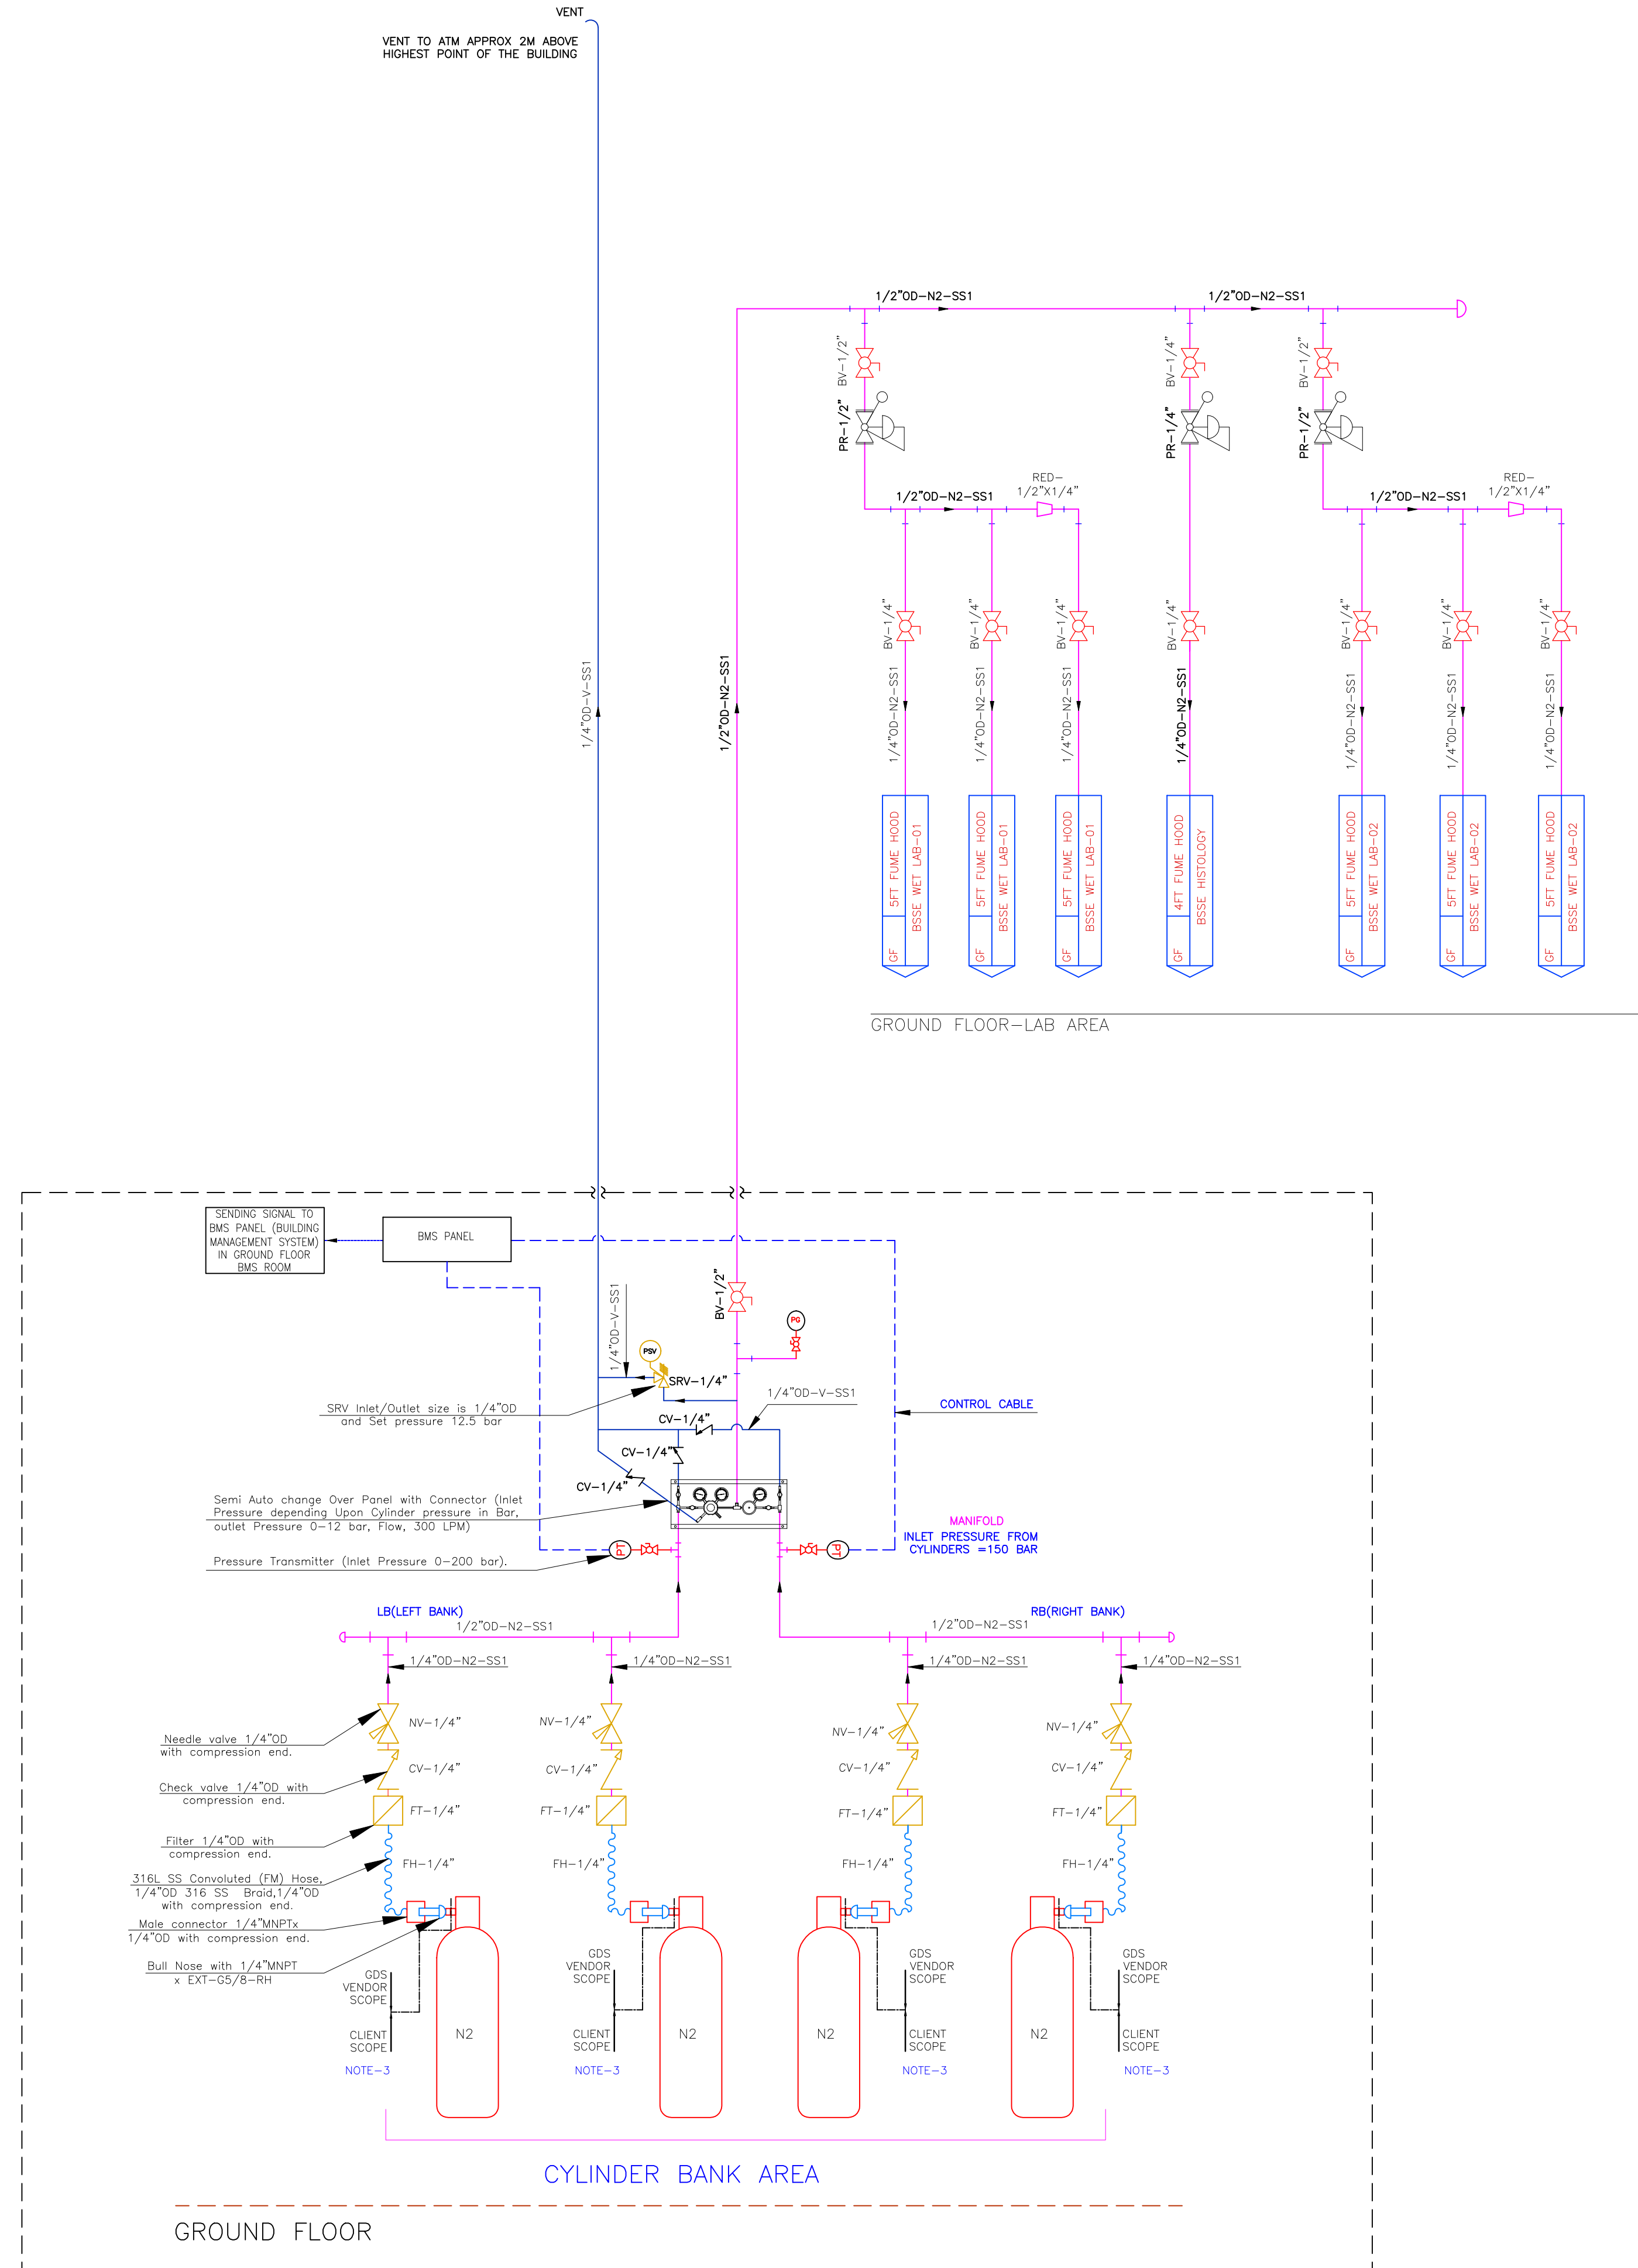 VENT
VENT TO ATM APPROX 2M ABOVE
HIGHEST POINT OF THE BUILDING
1/2"OD-N2-SS1
1/2"OD-N2-SS1
BV-1/2"
BV-1/4"
BV-1/2"
PR-1/2"
PR-1/4"
PR-1/2"
1/2"OD-N2-SS1
RED-
1/2"X1/4"
1/2"OD-N2-SS1
RED-
1/2"X1/4"
BV-1/4"
BV-1/4"
BV-1/4"
BV-1/4"
BV-1/4"
BV-1/4"
BV-1/4"
1/4"OD-V-SS1
1/2"OD-N2-SS1
1/4"OD-N2-SS1
1/4"OD-N2-SS1
1/4"OD-N2-SS1
1/4"OD-N2-SS1
1/4"OD-N2-SS1
1/4"OD-N2-SS1
1/4"OD-N2-SS1
GF 5FT FUME HOOD
BSSE WET LAB-01
GF 5FT FUME HOOD
BSSE WET LAB-01
GF 5FT FUME HOOD
BSSE WET LAB-01
GF 4FT FUME HOOD
BSSE HISTOLOGY
GF 5FT FUME HOOD
BSSE WET LAB-02
GF 5FT FUME HOOD
BSSE WET LAB-02
GF 5FT FUME HOOD
BSSE WET LAB-02
GROUND FLOOR-LAB AREA
SENDING SIGNAL TO
BMS PANEL (BUILDING
MANAGEMENT SYSTEM)
IN GROUND FLOOR
BMS ROOM
BMS PANEL
BV-1/2"
1/4"OD-V-SS1
PG
PSV
SRV-1/4"
1/4"OD-V-SS1
CONTROL CABLE
SRV Inlet/Outlet size is 1/4"OD
and Set pressure 12.5 bar
CV-1/4"
CV-1/4"
CV-1/4"
Semi Auto change Over Panel with Connector (Inlet
Pressure depending Upon Cylinder pressure in Bar,
outlet Pressure 0-12 bar, Flow, 300 LPM)
MANIFOLD
INLET PRESSURE FROM
CYLINDERS =150 BAR
PT
PT
Pressure Transmitter (Inlet Pressure 0-200 bar).
LB(LEFT BANK)
RB(RIGHT BANK)
1/2"OD-N2-SS1
1/2"OD-N2-SS1
1/4"OD-N2-SS1
1/4"OD-N2-SS1
1/4"OD-N2-SS1
1/4"OD-N2-SS1
NV-1/4"
NV-1/4"
NV-1/4"
NV-1/4"
Needle valve 1/4"OD
with compression end.
CV-1/4"
CV-1/4"
CV-1/4"
CV-1/4"
Check valve 1/4"OD with
compression end.
FT-1/4"
FT-1/4"
FT-1/4"
FT-1/4"
Filter 1/4"OD with
compression end.
FH-1/4"
FH-1/4"
FH-1/4"
FH-1/4"
316L SS Convoluted (FM) Hose,
1/4"OD 316 SS Braid,1/4"OD
with compression end.
Male connector 1/4"MNPTx
1/4"OD with compression end.
Bull Nose with 1/4"MNPT
x EXT-G5/8-RH
GDS
VENDOR
SCOPE
GDS
VENDOR
SCOPE
GDS
VENDOR
SCOPE
GDS
VENDOR
SCOPE
CLIENT
SCOPE
N2
CLIENT
SCOPE
N2
N2
CLIENT
SCOPE
N2
CLIENT
SCOPE
NOTE-3
NOTE-3
NOTE-3
NOTE-3
CYLINDER BANK AREA
GROUND FLOOR